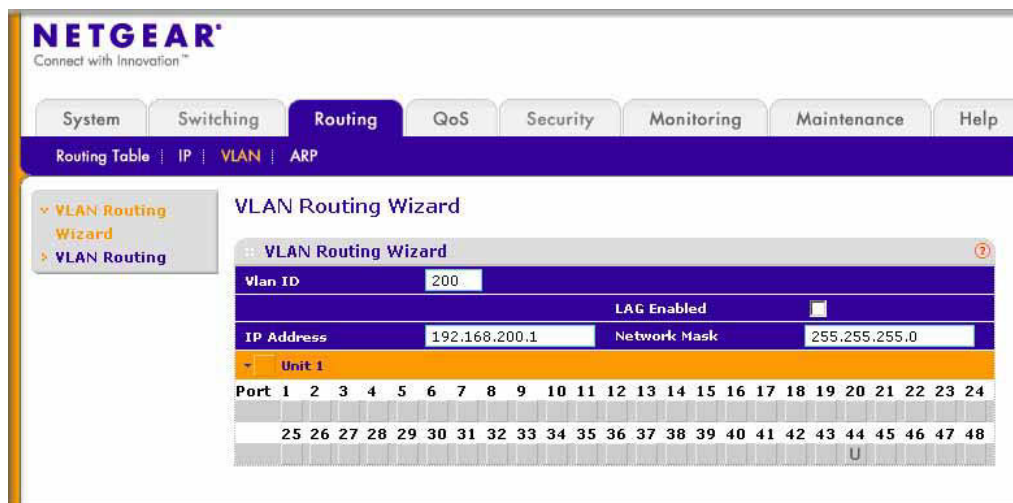 NETGEAR®
Connect with Innovation™
System Switching Routing QoS Security Monitoring Maintenance Help
Routing Table | IP | VLAN | ARP
VLAN Routing Wizard
VLAN Routing
VLAN Routing Wizard
VLAN Routing Wizard ?
Vlan ID 200
LAG Enabled
IP Address 192.168.200.1 Network Mask 255.255.255.0
Unit 1
Port 1 2 3 4 5 6 7 8 9 10 11 12 13 14 15 16 17 18 19 20 21 22 23 24
25 26 27 28 29 30 31 32 33 34 35 36 37 38 39 40 41 42 43 44 45 46 47 48
U